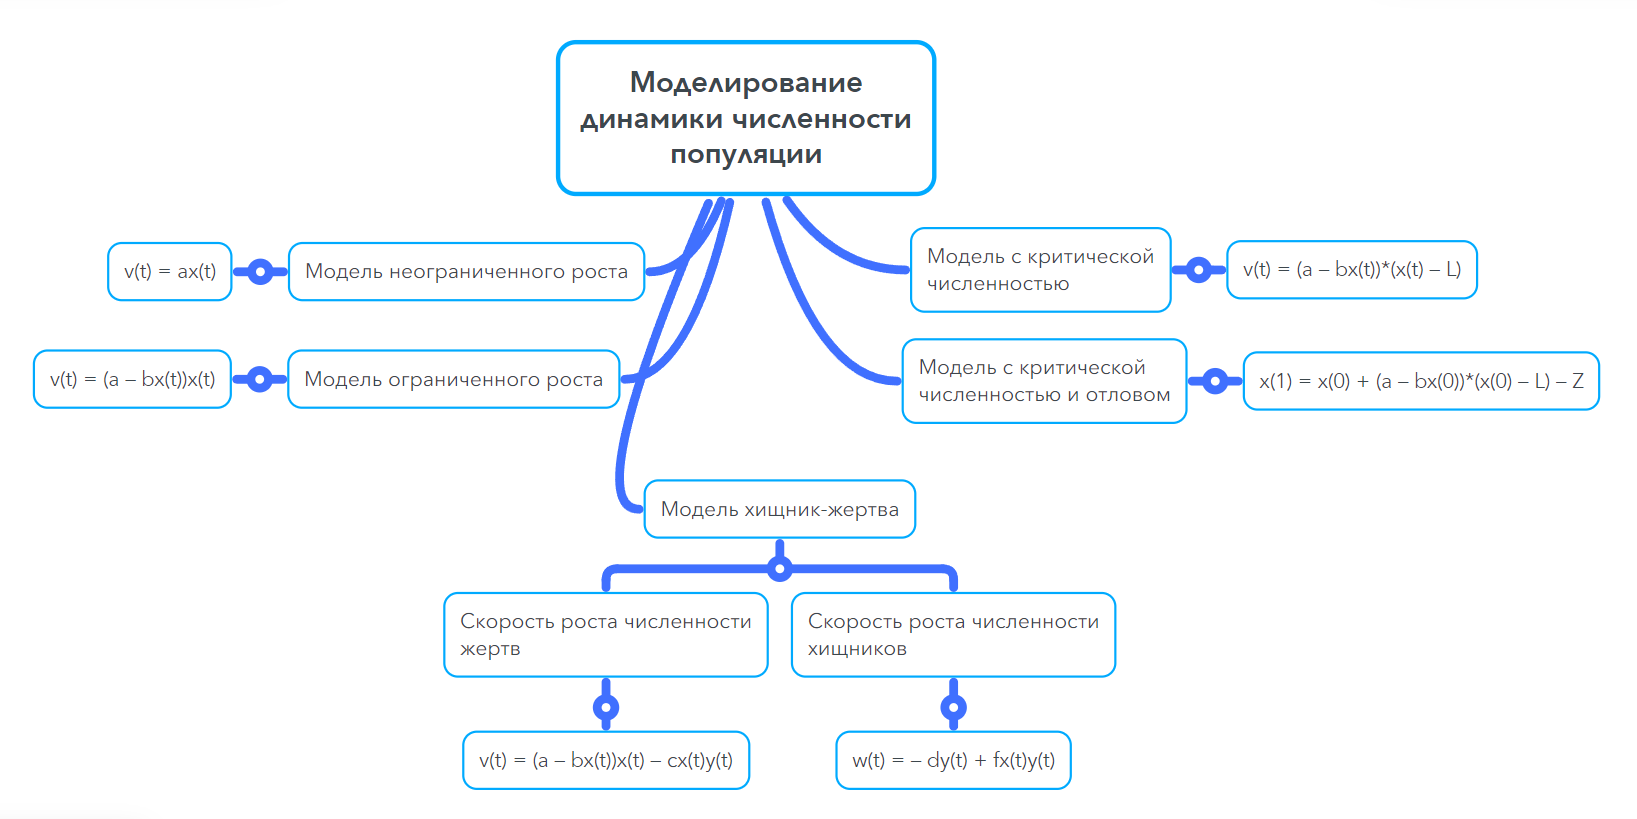 Моделирование
динамики численности
популяции
v(t) = ax(t)
Модель неограниченного роста
Модель с критической
численностью
v(t) = (a – bx(t))*(x(t) – L)
v(t) = (a – bx(t))x(t)
Модель ограниченного роста
Модель с критической
численностью и отловом
x(1) = x(0) + (a – bx(0))*(x(0) – L) – Z
Модель хищник-жертва
Скорость роста численности
жертв
Скорость роста численности
хищников
v(t) = (a – bx(t))x(t) – cx(t)y(t)
w(t) = – dy(t) + fx(t)y(t)